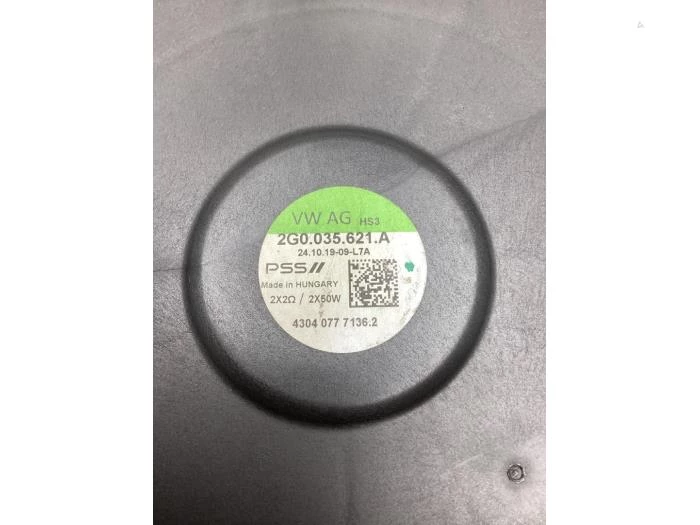 VW AG HS3
2G0.035.621.A
24.10.19-09-L7A
PSS//
Made in HUNGARY
2X2Ω / 2X50W
4304 077 7136.2